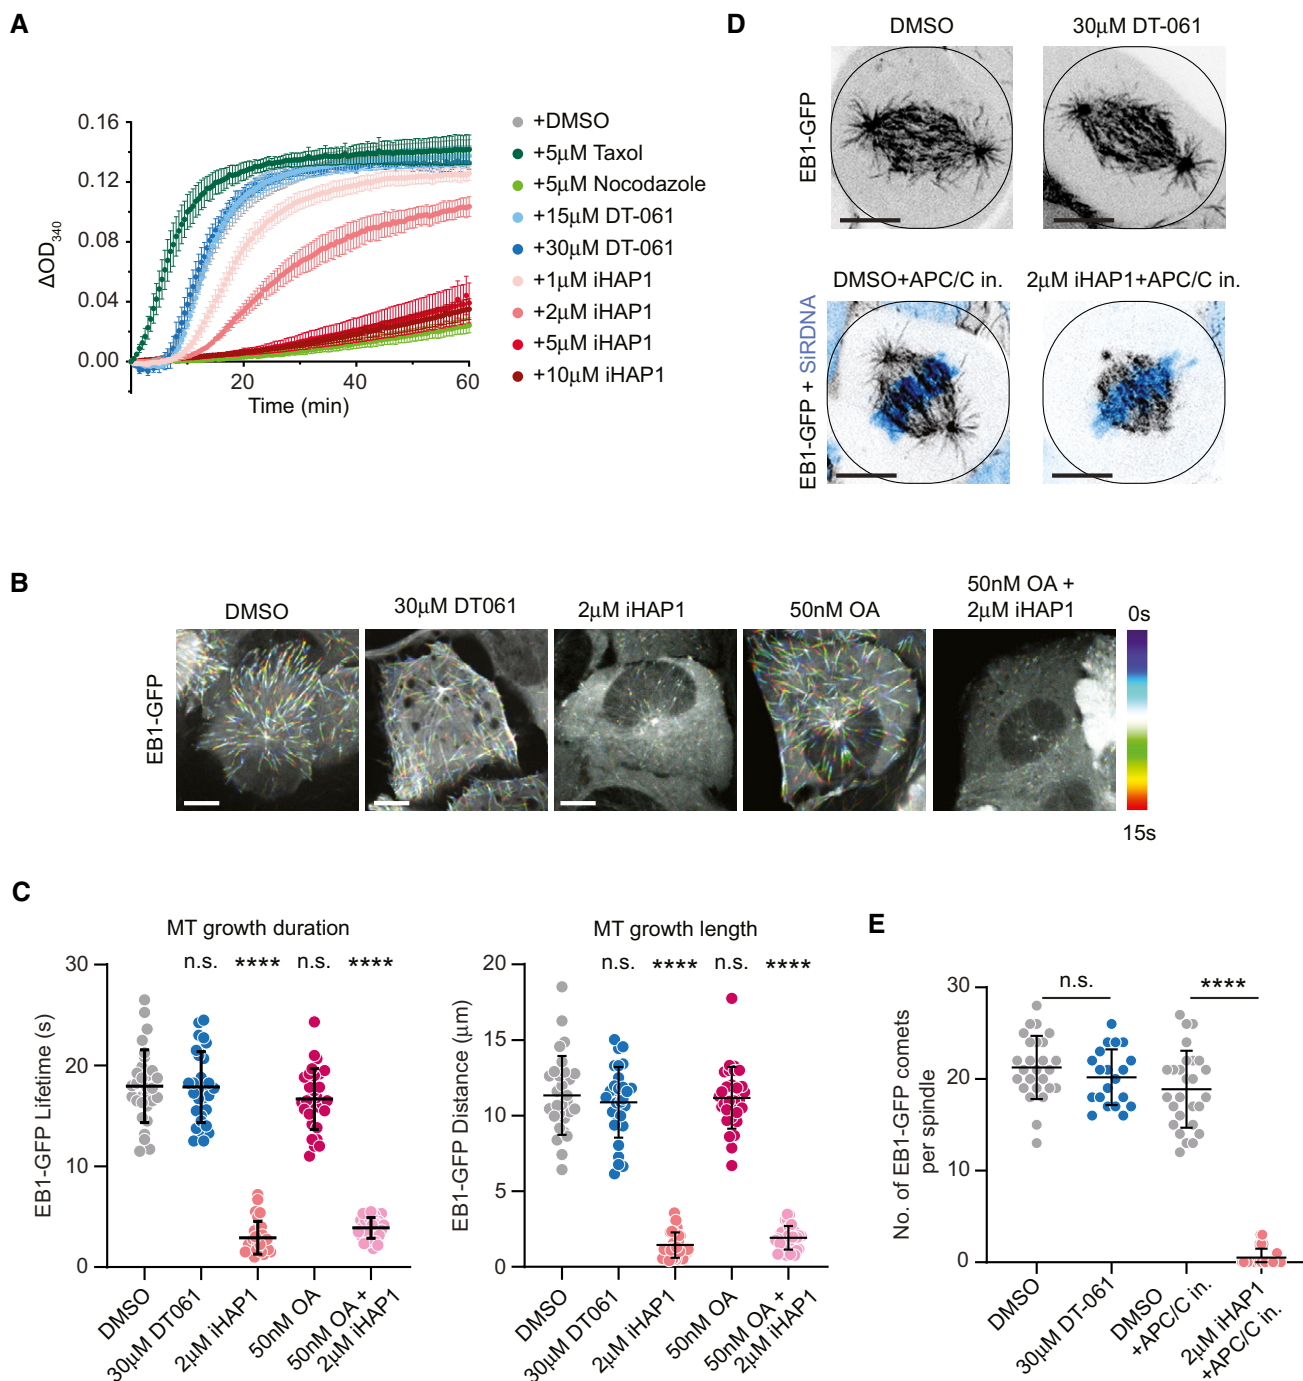 A
0.16
0.12
0.08
0.04
0.00
ΔOD340
20
40
60
Time (min)
+DMSO
+5μM Taxol
+5μM Nocodazole
+15μM DT-061
+30μM DT-061
+1μM iHAP1
+2μM iHAP1
+5μM iHAP1
+10μM iHAP1
D
DMSO
30μM DT-061
EB1-GFP
DMSO+APC/C in.
2μM iHAP1+APC/C in.
EB1-GFP + SiRDNA
B
DMSO
30μM DT061
2μM iHAP1
50nM OA
50nM OA +
2μM iHAP1
EB1-GFP
0s
15s
C
MT growth duration
n.s.
****
n.s.
****
30
20
10
0
EB1-GFP Lifetime (s)
DMSO
30μM DT061
2μM iHAP1
50nM OA
50nM OA +
2μM iHAP1
MT growth length
n.s.
****
n.s.
****
20
15
10
5
0
EB1-GFP Distance (μm)
DMSO
30μM DT061
2μM iHAP1
50nM OA
50nM OA +
2μM iHAP1
E
n.s.
****
30
20
10
0
No. of EB1-GFP comets
per spindle
DMSO
30μM DT-061
DMSO
+APC/C in.
2μM iHAP1
+APC/C in.